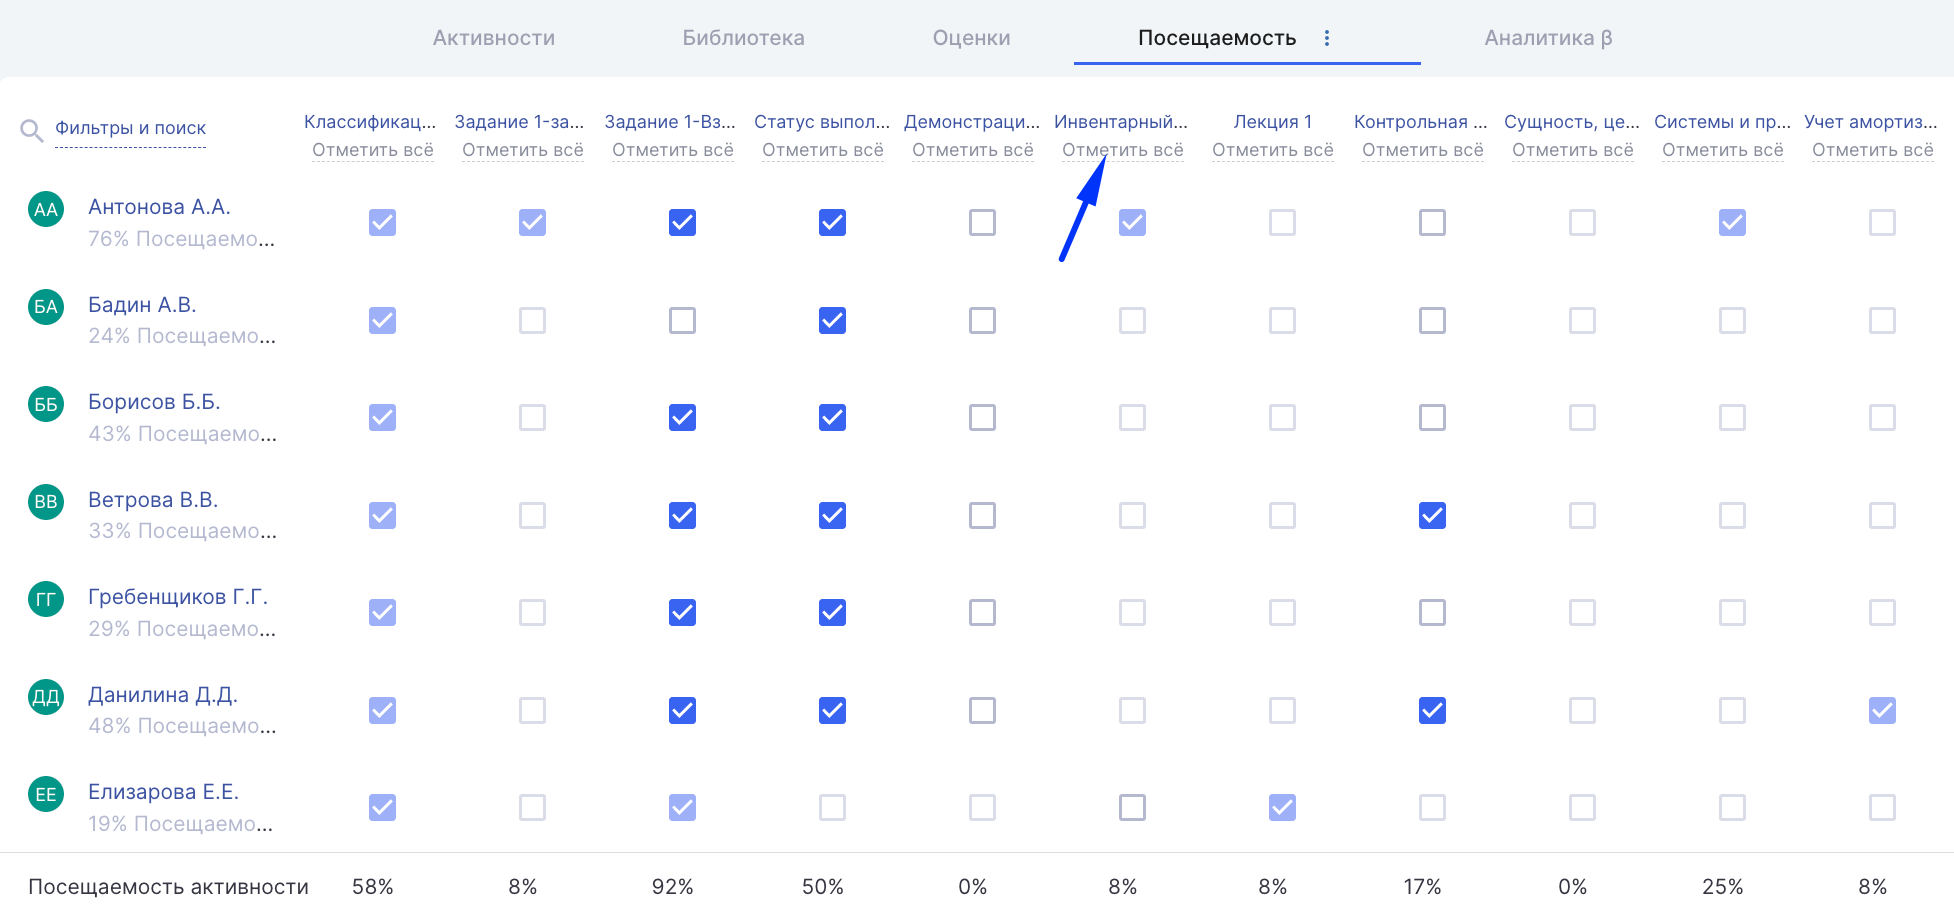 Активности Библиотека Оценки Посещаемость Аналитика β
Фильтры и поиск
Классификац... Задание 1-за... Задание 1-Вз... Статус выпол... Демонстраци... Инвентарный... Лекция 1 Контрольная ... Сущность, це... Системы и пр... Учет амортиз...
Отметить всё Отметить всё Отметить всё Отметить всё Отметить всё Отметить всё Отметить всё Отметить всё Отметить всё Отметить всё Отметить всё
АА Антонова А.А.
76% Посещаемо...
БА Бадин А.В.
24% Посещаемо...
ББ Борисов Б.Б.
43% Посещаемо...
ВВ Ветрова В.В.
33% Посещаемо...
ГГ Гребенщиков Г.Г.
29% Посещаемо...
ДД Данилина Д.Д.
48% Посещаемо...
ЕЕ Елизарова Е.Е.
19% Посещаемо...
Посещаемость активности 58% 8% 92% 50% 0% 8% 8% 17% 0% 25% 8%